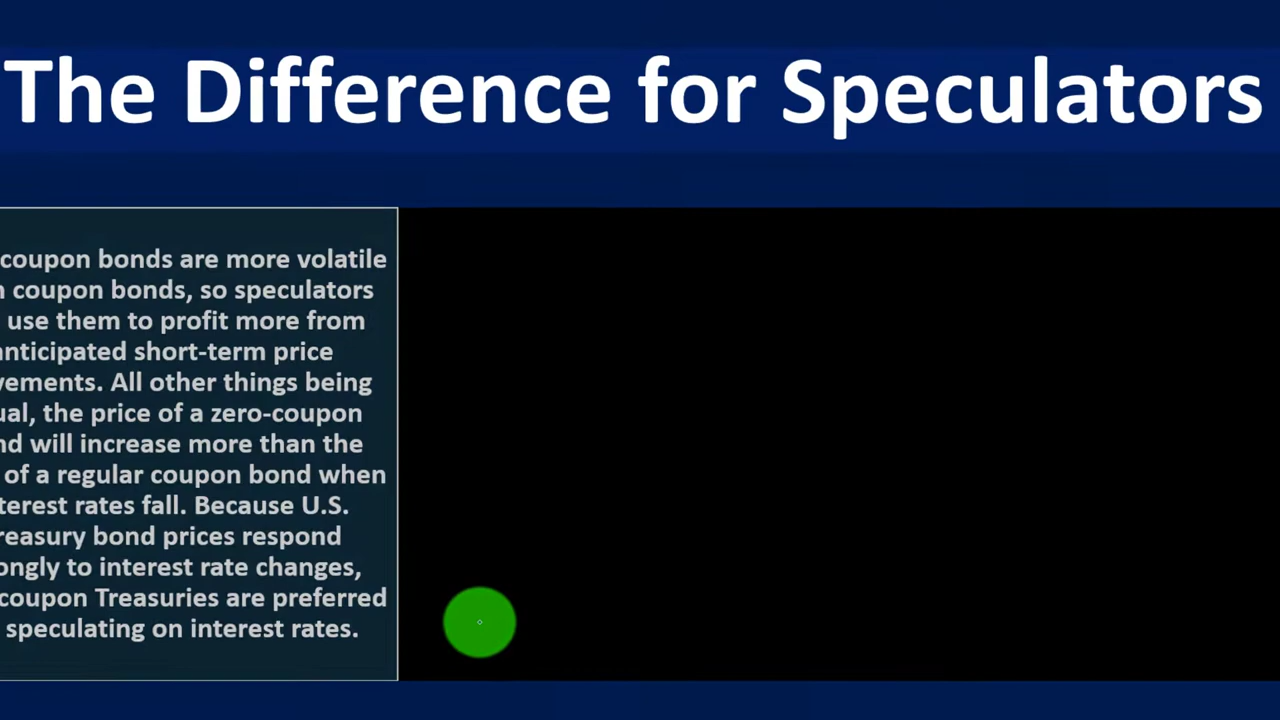 The Difference for Speculators
coupon bonds are more volatile
coupon bonds, so speculators
use them to profit more from
anticipated short-term price
vements. All other things being
ual, the price of a zero-coupon
nd will increase more than the
of a regular coupon bond when
terest rates fall. Because U.S.
reasury bond prices respond
ongly to interest rate changes,
coupon Treasuries are preferred
speculating on interest rates.